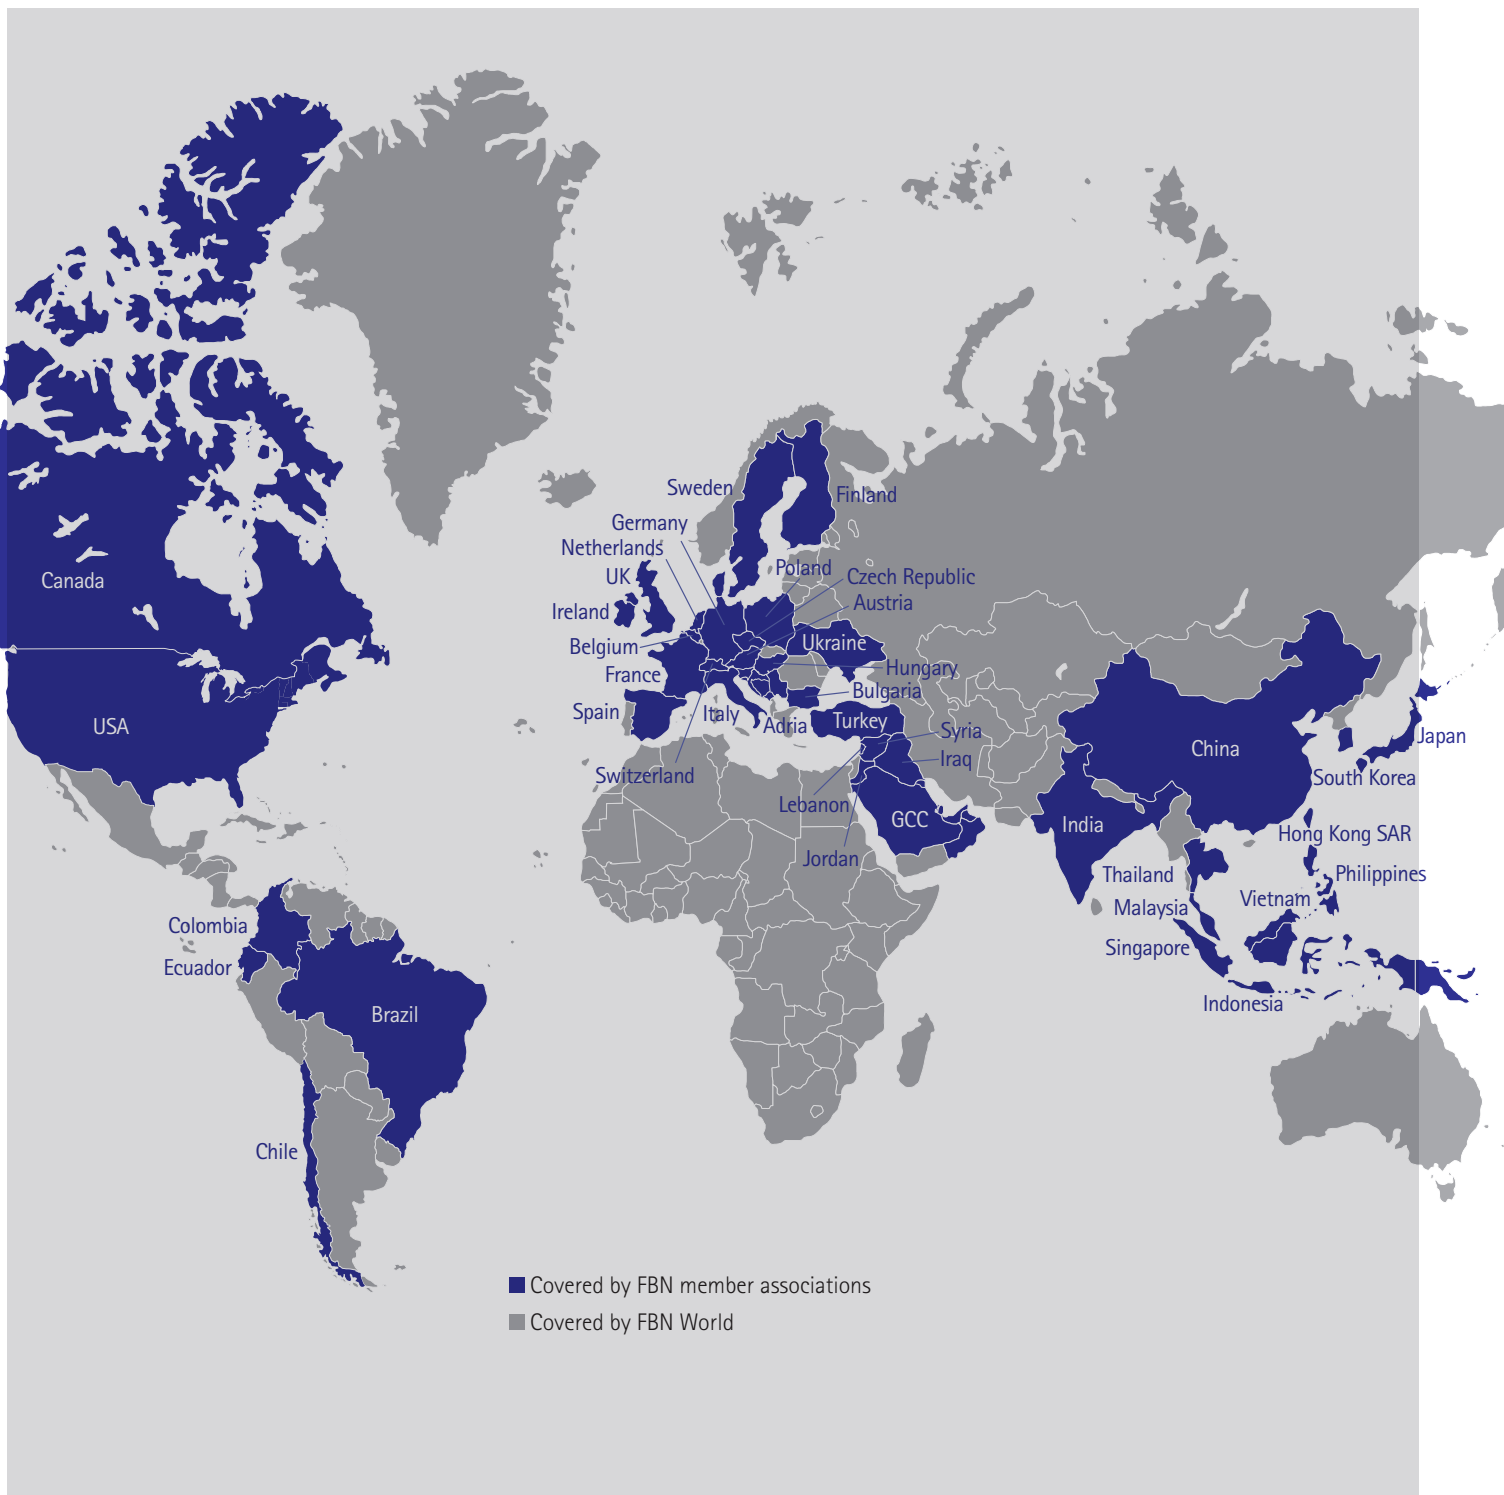 Sweden
Finland
Germany
Netherlands
Poland
UK
Czech Republic
Canada
Austria
Ireland
Belgium
Ukraine
Hungary
France
Bulgaria
Spain
Italy
Adria
Turkey
USA
Syria
Japan
China
Iraq
Switzerland
South Korea
Lebanon
GCC
India
Hong Kong SAR
Jordan
Thailand
Philippines
Vietnam
Malaysia
Colombia
Singapore
Ecuador
Indonesia
Brazil
Chile
Covered by FBN member associations
Covered by FBN World